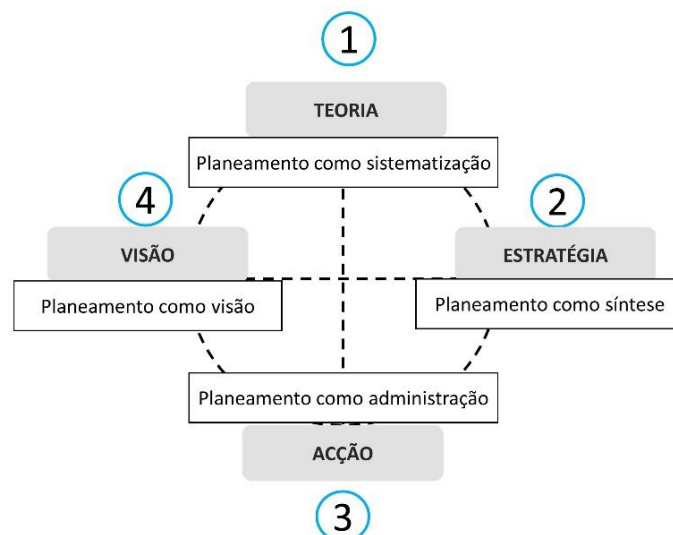 1
TEORIA
Planeamento como sistematização
4
VISÃO
Planeamento como visão
2
ESTRATÉGIA
Planeamento como síntese
Planeamento como administração
ACÇÃO
3